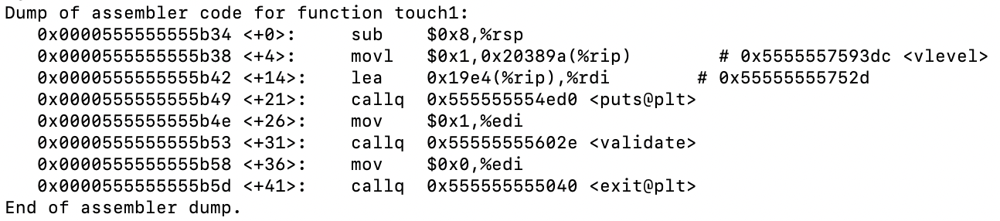 Dump of assembler code for function touch1:
   0x0000555555555b34 <+0>:     sub    $0x8,%rsp
   0x0000555555555b38 <+4>:     movl   $0x1,0x20389a(%rip)        # 0x5555557593dc <vlevel>
   0x0000555555555b42 <+14>:    lea    0x19e4(%rip),%rdi        # 0x55555555752d
   0x0000555555555b49 <+21>:    callq  0x555555554ed0 <puts@plt>
   0x0000555555555b4e <+26>:    mov    $0x1,%edi
   0x0000555555555b53 <+31>:    callq  0x55555555602e <validate>
   0x0000555555555b58 <+36>:    mov    $0x0,%edi
   0x0000555555555b5d <+41>:    callq  0x555555555040 <exit@plt>
End of assembler dump.